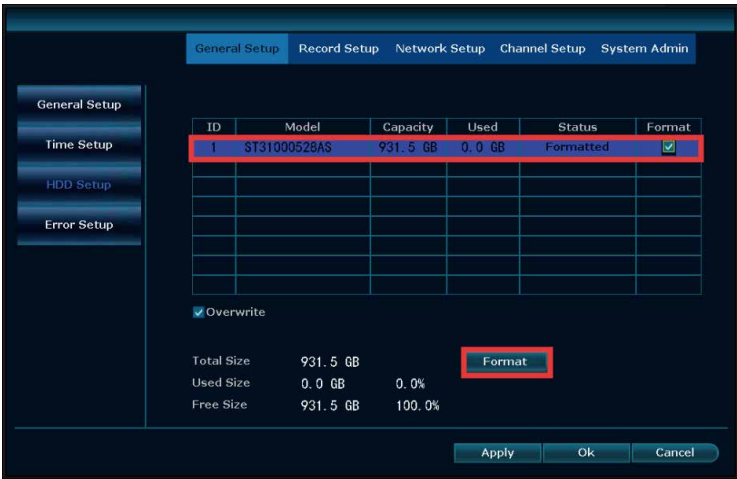 General Setup Record Setup Network Setup Channel Setup System Admin
General Setup
Time Setup
HDD Setup
Error Setup
ID Model Capacity Used Status Format
1 ST31000528AS 931.5 GB 0.0 GB Formatted
Overwrite
Total Size 931.5 GB Format
Used Size 0.0 GB 0.0%
Free Size 931.5 GB 100.0%
Apply Ok Cancel